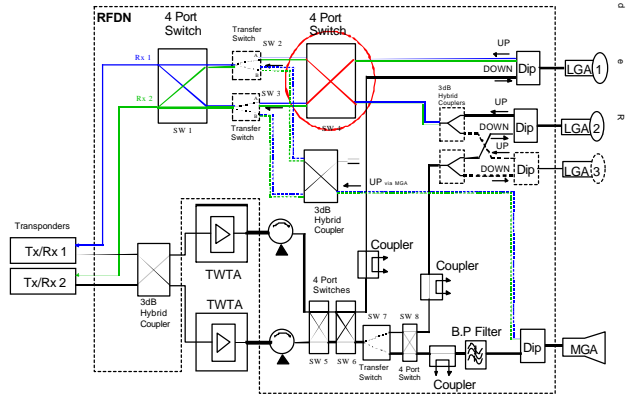 d
e
R
RFDN
4 Port
Switch
Transfer
Switch
SW 2
4 Port
Switch
Rx 1
Rx 2
A
B
SW 3
Transfer
Switch
SW 1
UP
DOWN
Dip
LGA 1
3dB
Hybrid
Couplers
UP
DOWN
Dip
LGA 2
UP
DOWN
Dip
LGA 3
UP via MGA
3dB
Hybrid
Coupler
Transponders
Tx/Rx 1
Tx/Rx 2
3dB
Hybrid
Coupler
TWTA
TWTA
Coupler
Coupler
4 Port
Switches
SW 5
SW 6
SW 7
SW 8
Transfer
Switch
4 Port
Switch
B.P Filter
Coupler
Dip
MGA